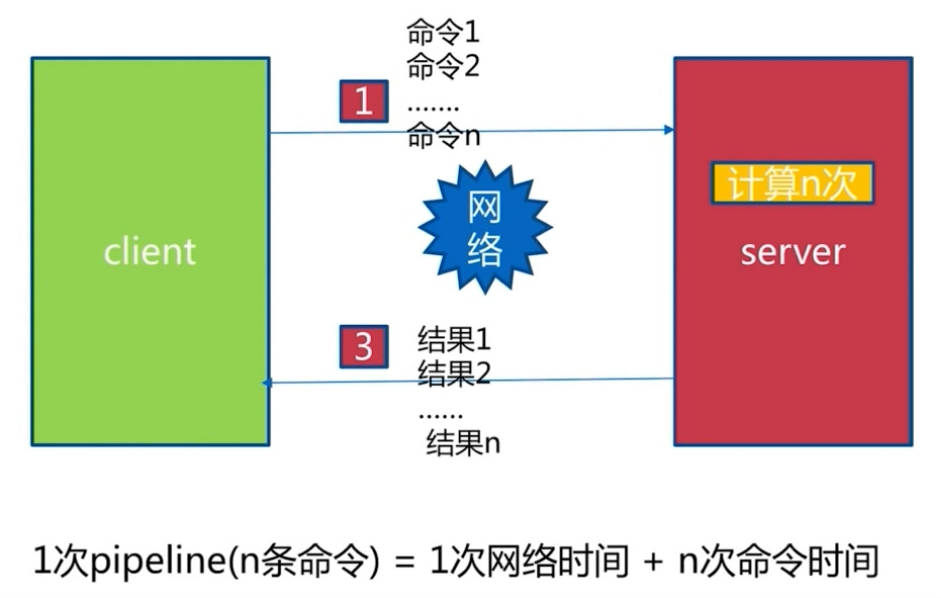 命令1
命令2
.......
命令n
1
计算n次
网
络
client
server
3
结果1
结果2
......
结果n
1次pipeline(n条命令) = 1次网络时间 + n次命令时间